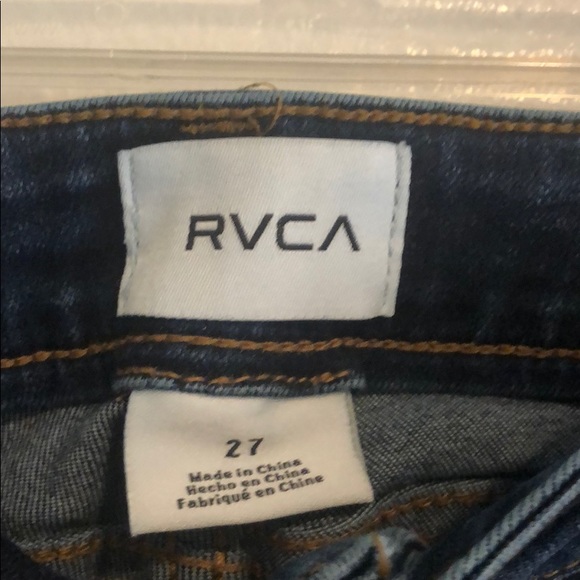 RVCA
27
Made in China
Hecho en China
Fabriqué en Chine